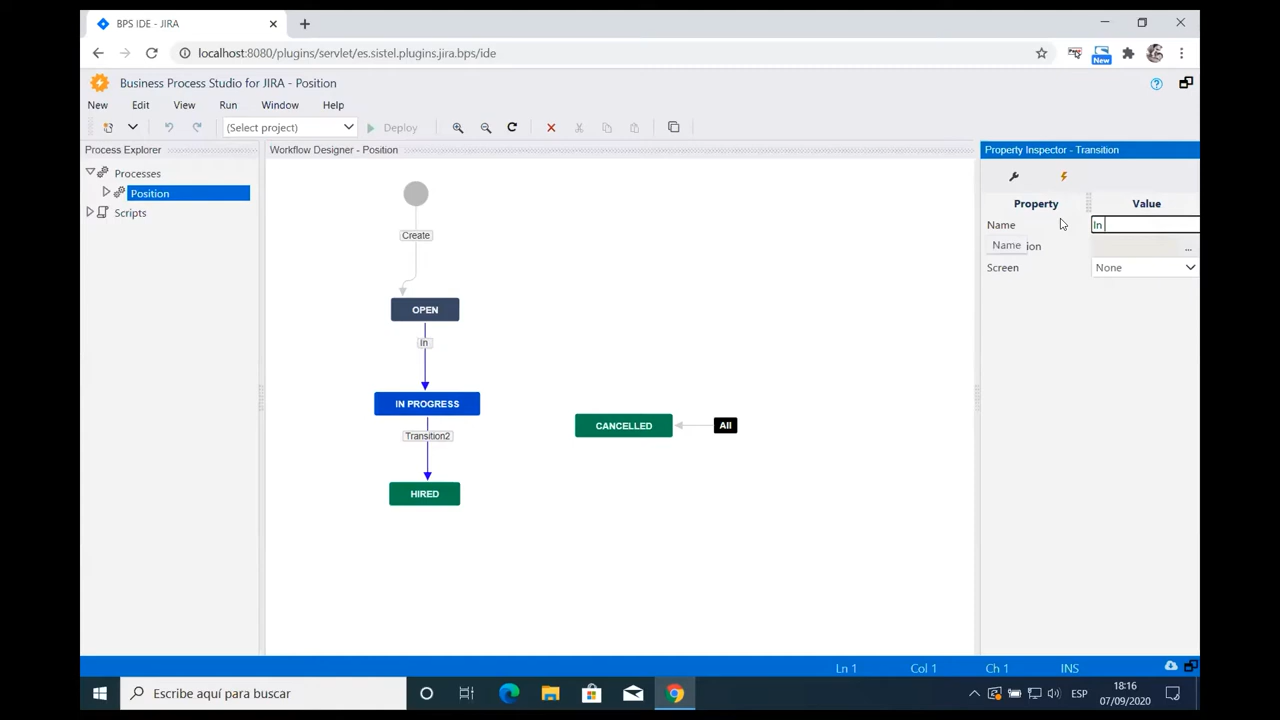 BPS IDE - JIRA
localhost:8080/plugins/servlet/es.sistel.plugins.jira.bps/ide
New
Business Process Studio for JIRA - Position
New Edit View Run Window Help
(Select project) Deploy
Process Explorer
Processes
Position
Scripts
Workflow Designer - Position
Create
OPEN
In
IN PROGRESS
Transition2
HIRED
CANCELLED
All
Property Inspector - Transition
Property Value
Name In
Name ion ...
Screen None
Ln 1 Col 1 Ch 1 INS
Escribe aquí para buscar
ESP
18:16
07/09/2020